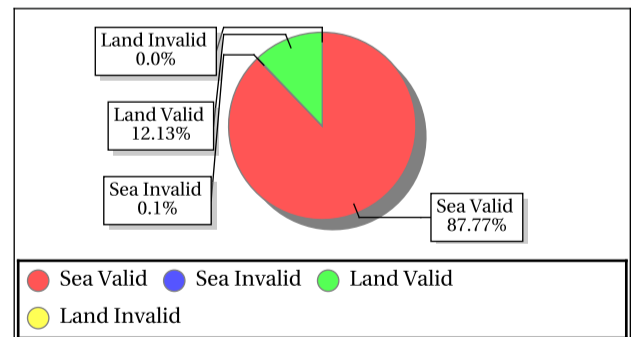 Land Invalid
0.0%
Land Valid
12.13%
Sea Invalid
0.1%
Sea Valid
87.77%
Sea Valid Sea Invalid Land Valid
Land Invalid